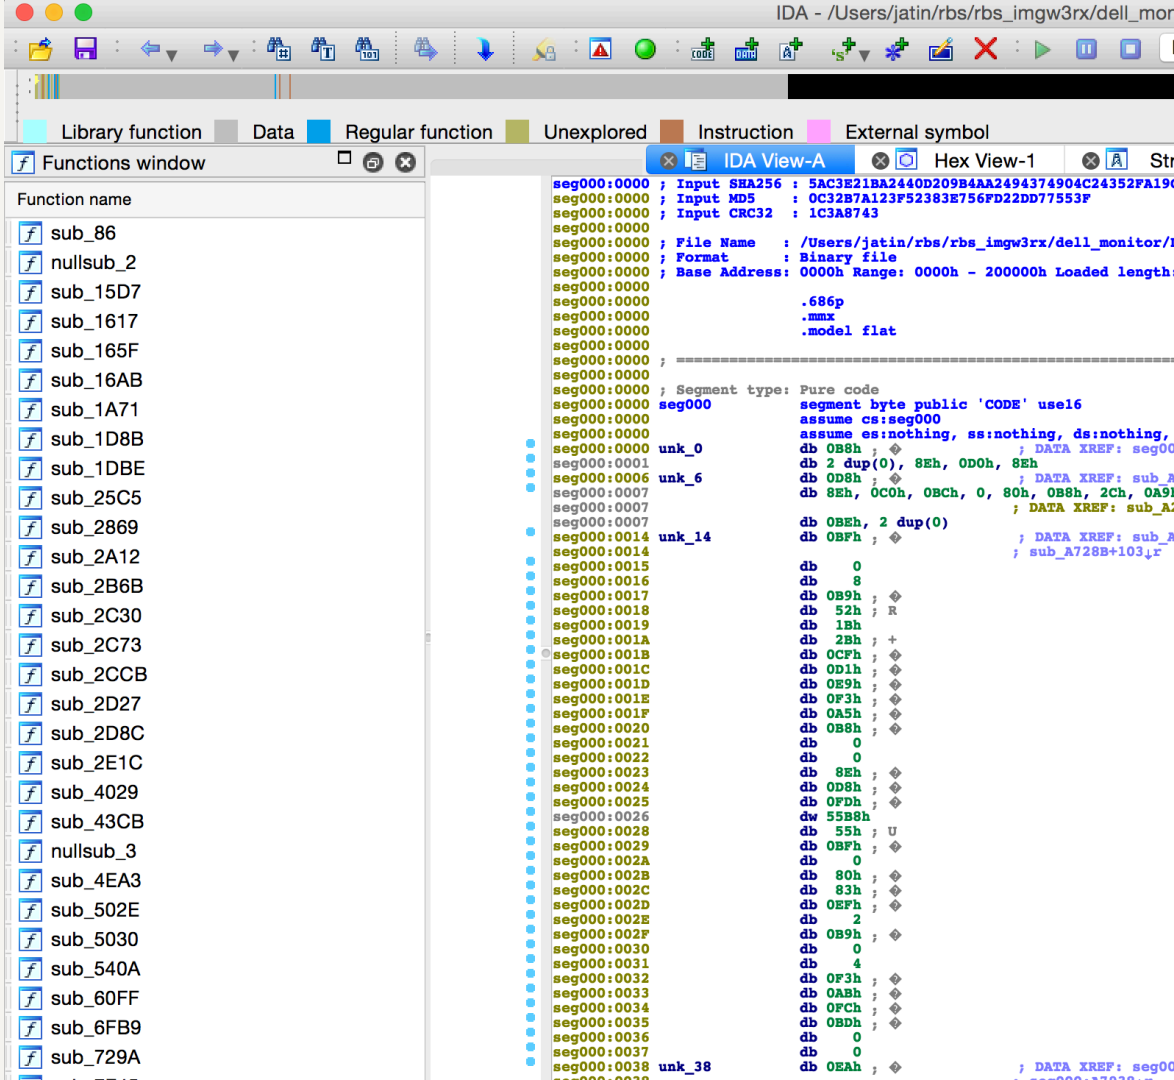 IDA - /Users/jatin/rbs/rbs_imgw3rx/dell_mon
Library function Data Regular function Unexplored Instruction External symbol
Functions window
IDA View-A Hex View-1 Str
Function name
sub_86
nullsub_2
sub_15D7
sub_1617
sub_165F
sub_16AB
sub_1A71
sub_1D8B
sub_1DBE
sub_25C5
sub_2869
sub_2A12
sub_2B6B
sub_2C30
sub_2C73
sub_2CCB
sub_2D27
sub_2D8C
sub_2E1C
sub_4029
sub_43CB
nullsub_3
sub_4EA3
sub_502E
sub_5030
sub_540A
sub_60FF
sub_6FB9
sub_729A
seg000:0000 ; Input SHA256 : 5AC3E21BA2440D209B4AA2494374904C24352FA19C
seg000:0000 ; Input MD5 : 0C32B7A123F52383E756FD22DD77553F
seg000:0000 ; Input CRC32 : 1C3A8743
seg000:0000
seg000:0000 ; File Name : /Users/jatin/rbs/rbs_imgw3rx/dell_monitor/
seg000:0000 ; Format : Binary file
seg000:0000 ; Base Address: 0000h Range: 0000h - 200000h Loaded length:
seg000:0000
seg000:0000 .686p
seg000:0000 .mmx
seg000:0000 .model flat
seg000:0000
seg000:0000 ; ===========================================================
seg000:0000
seg000:0000 ; Segment type: Pure code
seg000:0000 seg000 segment byte public 'CODE' use16
seg000:0000 assume cs:seg000
seg000:0000 assume es:nothing, ss:nothing, ds:nothing,
seg000:0000 unk_0 db 0B8h ; � ; DATA XREF: seg00
seg000:0001 db 2 dup(0), 8Eh, 0D0h, 8Eh
seg000:0006 unk_6 db 0D8h ; � ; DATA XREF: sub_A
seg000:0007 db 8Eh, 0C0h, 0BCh, 0, 80h, 0B8h, 2Ch, 0A9h
seg000:0007 ; DATA XREF: sub_A2
seg000:0007 db 0BEh, 2 dup(0)
seg000:0014 unk_14 db 0BFh ; � ; DATA XREF: sub_A
seg000:0014 ; sub_A728B+103↓r
seg000:0015 db 0
seg000:0016 db 8
seg000:0017 db 0B9h ; �
seg000:0018 db 52h ; R
seg000:0019 db 1Bh
seg000:001A db 2Bh ; +
seg000:001B db 0CFh ; �
seg000:001C db 0D1h ; �
seg000:001D db 0E9h ; �
seg000:001E db 0F3h ; �
seg000:001F db 0A5h ; �
seg000:0020 db 0B8h ; �
seg000:0021 db 0
seg000:0022 db 0
seg000:0023 db 8Eh ; �
seg000:0024 db 0D8h ; �
seg000:0025 db 0FDh ; �
seg000:0026 dw 55B8h
seg000:0028 db 55h ; U
seg000:0029 db 0BFh ; �
seg000:002A db 0
seg000:002B db 80h ; �
seg000:002C db 83h ; �
seg000:002D db 0EFh ; �
seg000:002E db 2
seg000:002F db 0B9h ; �
seg000:0030 db 0
seg000:0031 db 4
seg000:0032 db 0F3h ; �
seg000:0033 db 0ABh ; �
seg000:0034 db 0FCh ; �
seg000:0035 db 0BDh ; �
seg000:0036 db 0
seg000:0037 db 0
seg000:0038 unk_38 db 0EAh ; � ; DATA XREF: seg00